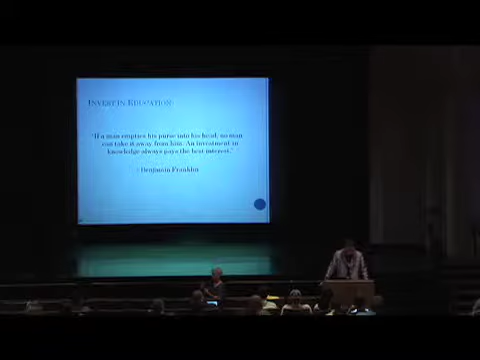 INVEST IN EDUCATION
"If a man empties his purse into his head, no man
can take it away from him. An investment in
knowledge always pays the best interest."
- Benjamin Franklin